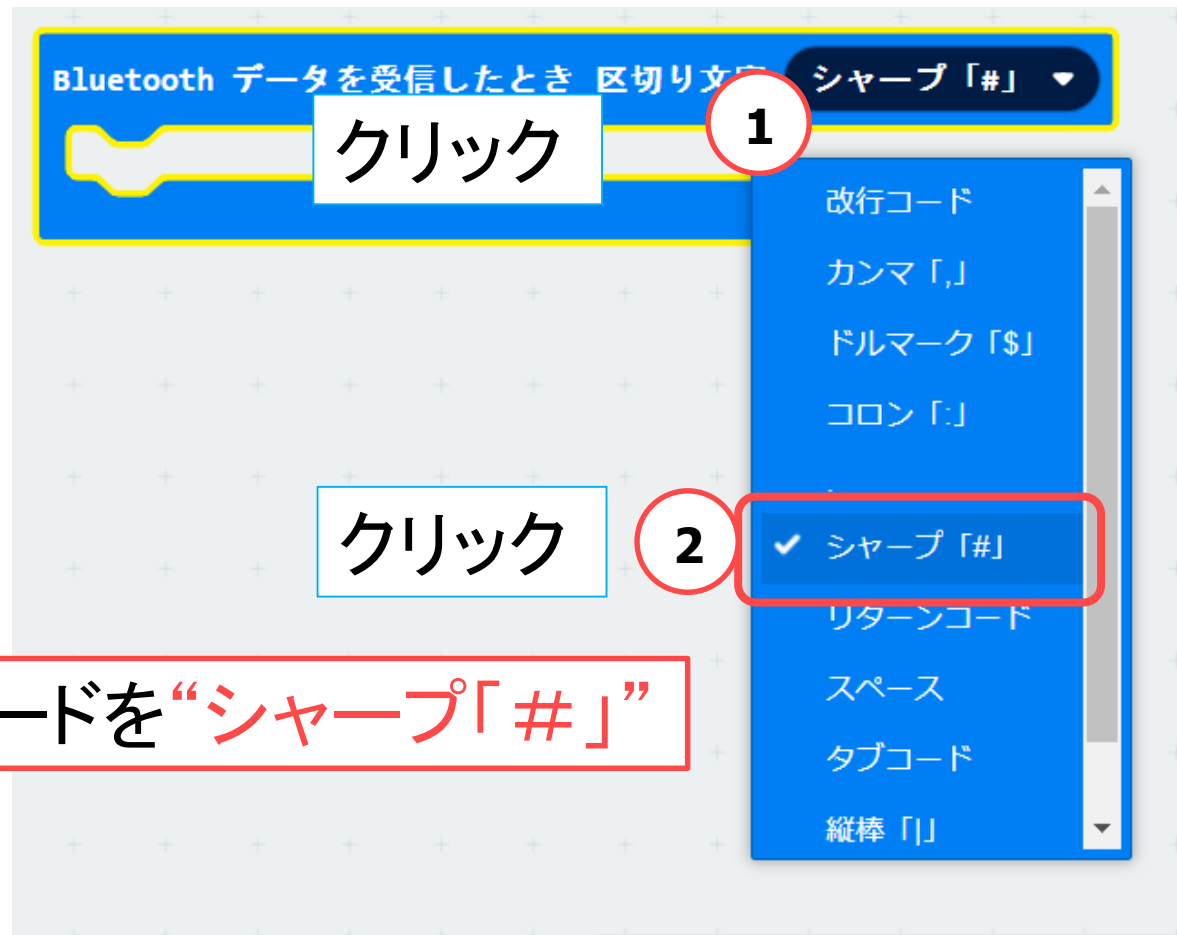 Bluetooth データを受信したとき 区切り文字 シャープ「#」
1
クリック
改行コード
カンマ「,」
ドルマーク「$」
コロン「:」
クリック
2
シャープ「#」
リターンコード
スペース
ードを“シャープ「＃」”
タブコード
縦棒「|」